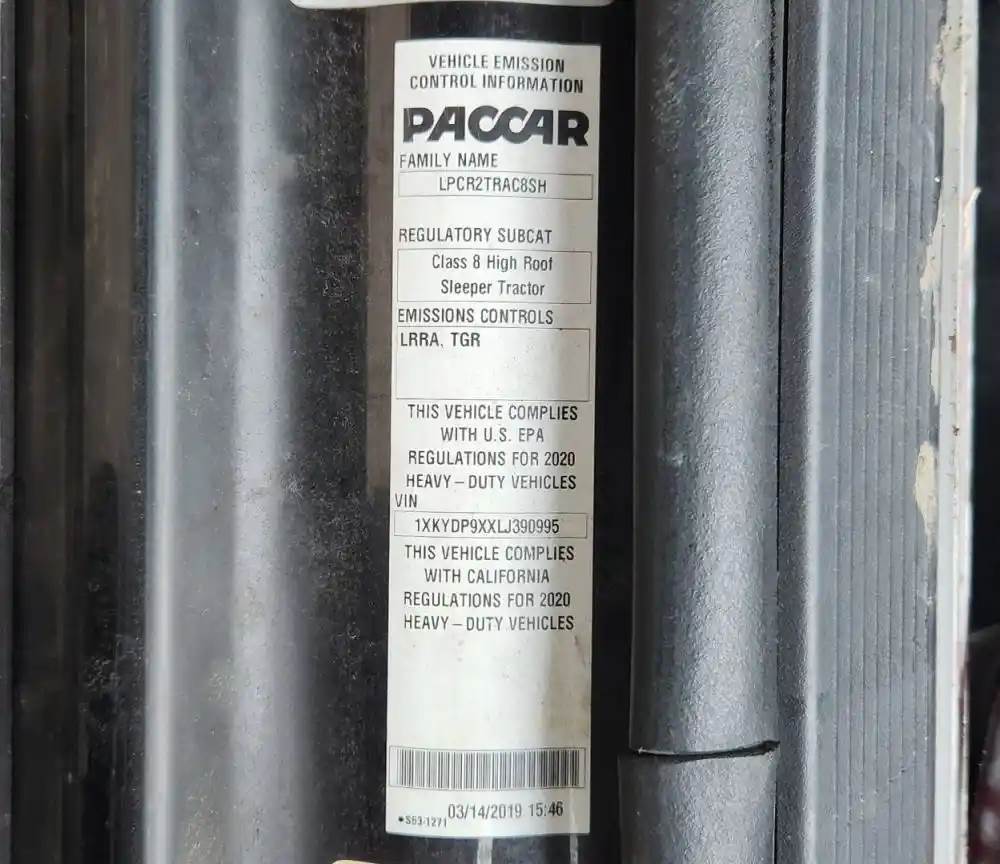 VEHICLE EMISSION
CONTROL INFORMATION
PACCAR
FAMILY NAME
LPCR2TRAC8SH
REGULATORY SUBCAT
Class 8 High Roof
Sleeper Tractor
EMISSIONS CONTROLS
LRRA, TGR
THIS VEHICLE COMPLIES
WITH U.S. EPA
REGULATIONS FOR 2020
HEAVY–DUTY VEHICLES
VIN
1XKYDP9XXLJ390995
THIS VEHICLE COMPLIES
WITH CALIFORNIA
REGULATIONS FOR 2020
HEAVY–DUTY VEHICLES
03/14/2019 15:46
•S63-1271